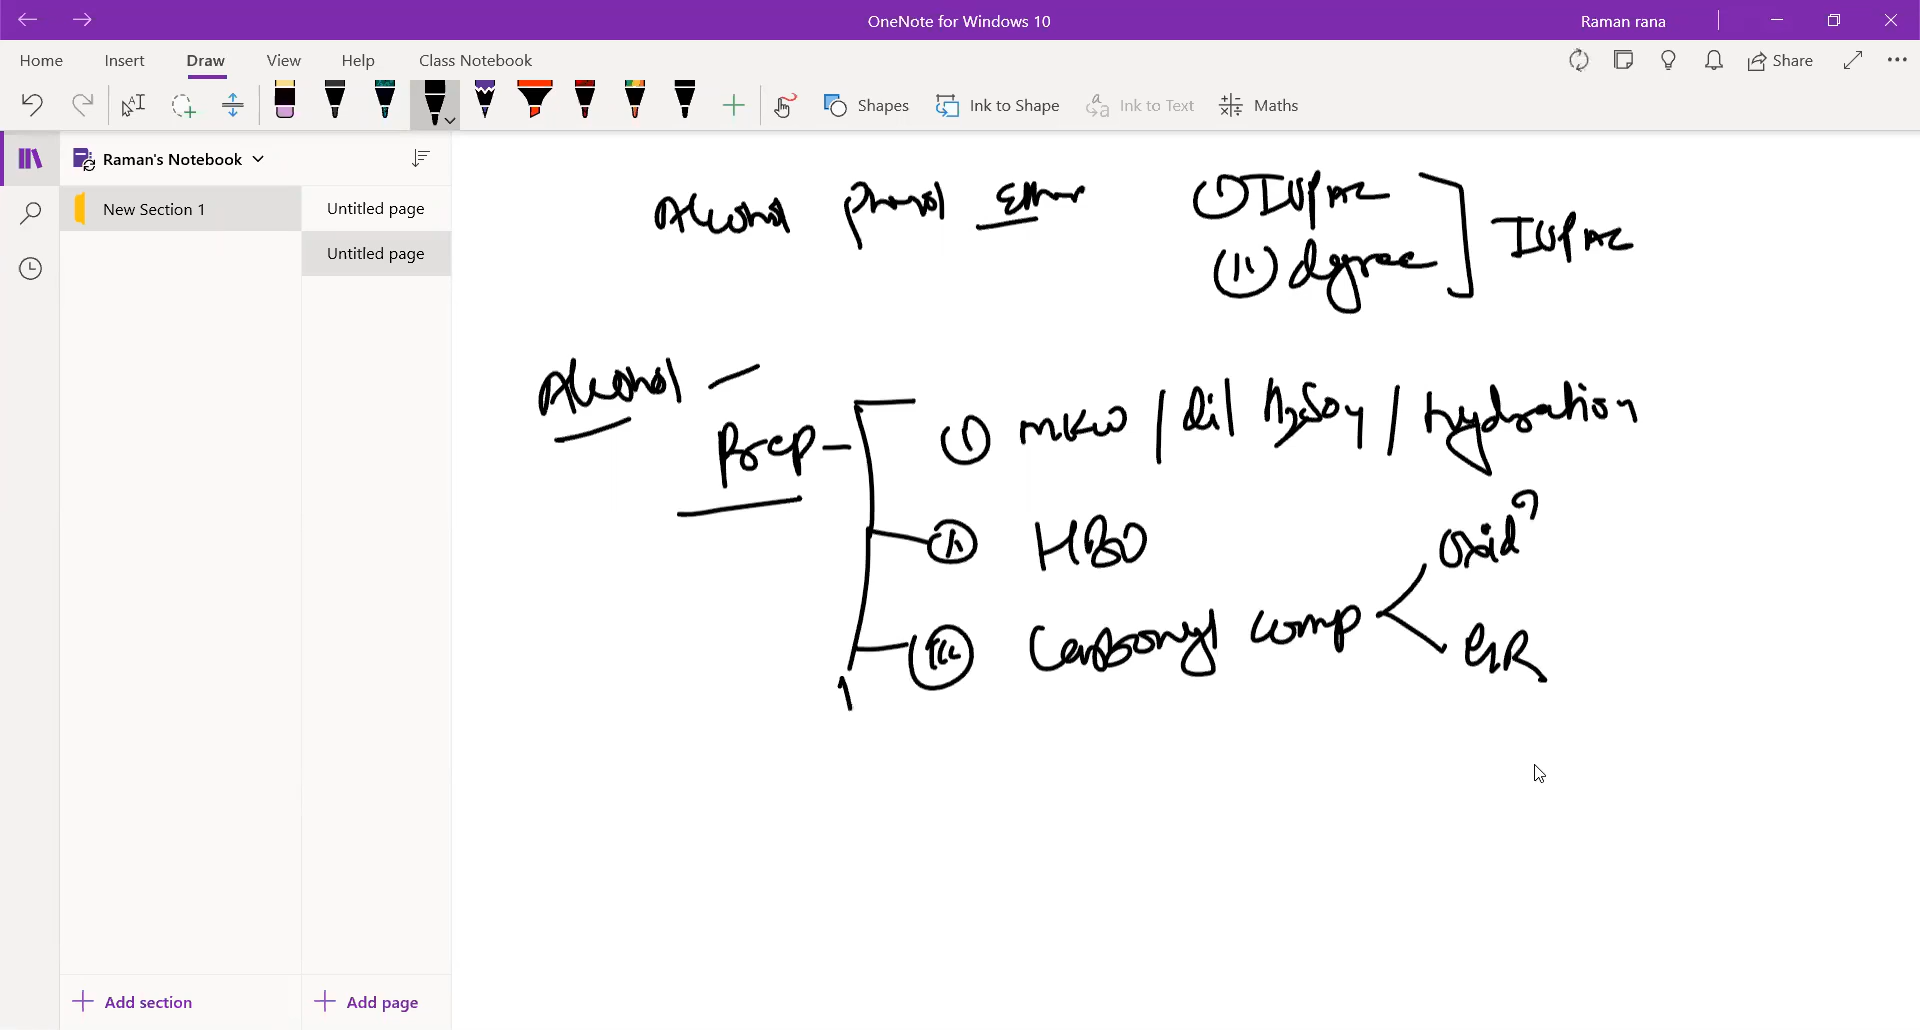 OneNote for Windows 10 Raman rana
Home Insert Draw View Help Class Notebook Share
Shapes Ink to Shape Ink to Text Maths
Raman's Notebook
New Section 1 Untitled page
Untitled page
Alcohol phenol Ether (I) IUPAC
(II) degree ] IUPAC
Alcohol –
Prep – (I) MKW / dil H2SO4 / hydration
(II) HBO
Oxidn
(III) Carbonyl comp
GR
Add section Add page